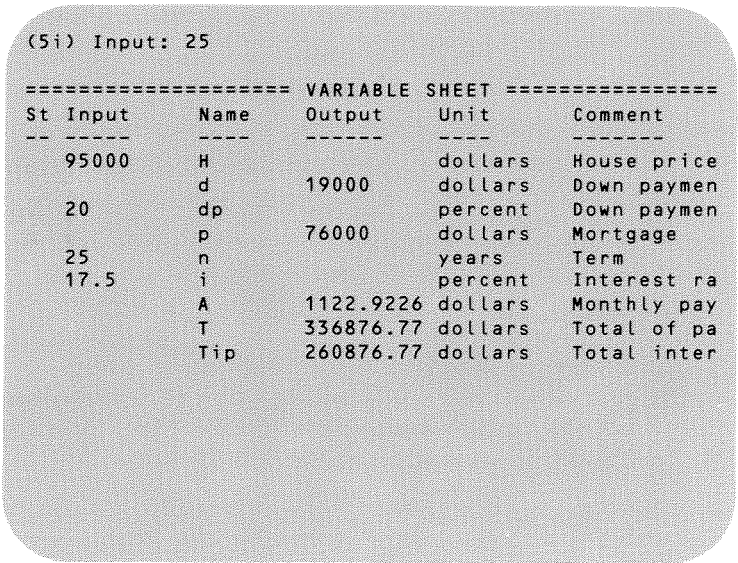 (5i) Input: 25
==================== VARIABLE SHEET ================
St Input Name Output Unit Comment
-- ----- ---- ------ ---- -------
95000 H dollars House price
d 19000 dollars Down paymen
20 dp percent Down paymen
p 76000 dollars Mortgage
25 n years Term
17.5 i percent Interest ra
A 1122.9226 dollars Monthly pay
T 336876.77 dollars Total of pa
Tip 260876.77 dollars Total inter